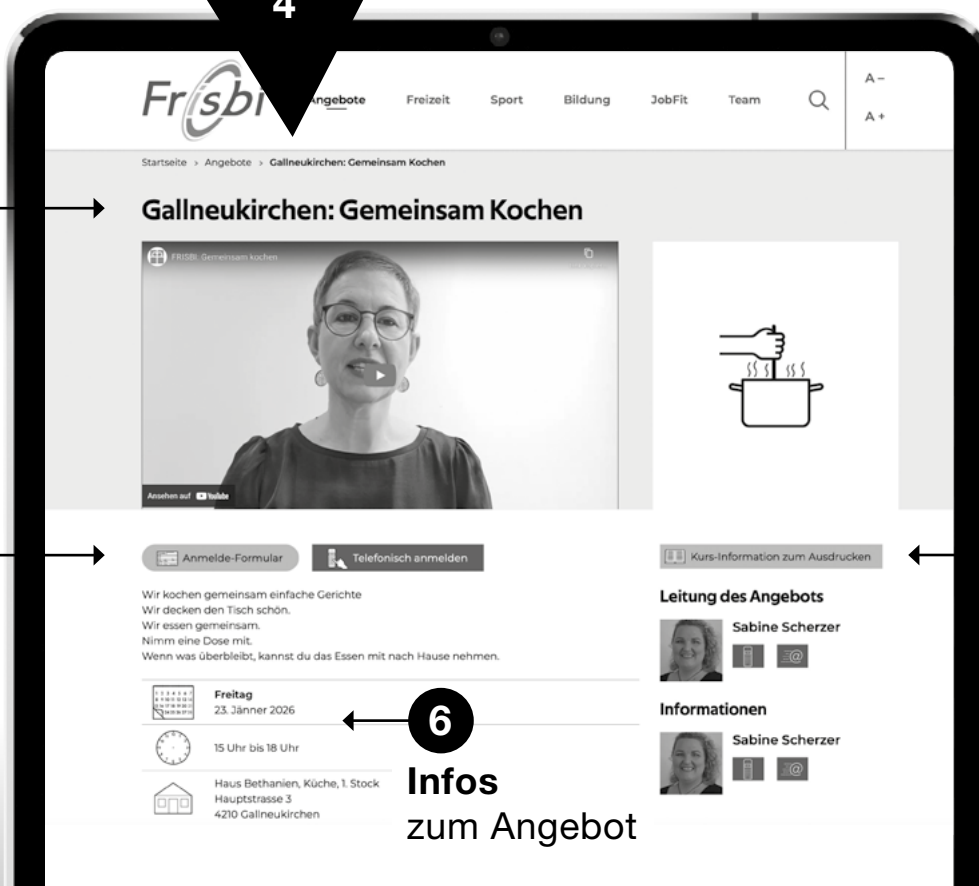 4
Frisbi
Angebote
Freizeit
Sport
Bildung
JobFit
Team
A –
A +
Startseite > Angebote > Gallneukirchen: Gemeinsam Kochen
Gallneukirchen: Gemeinsam Kochen
FRISBI: Gemeinsam kochen
Ansehen auf YouTube
Anmelde-Formular
Telefonisch anmelden
Kurs-Information zum Ausdrucken
Wir kochen gemeinsam einfache Gerichte
Wir decken den Tisch schön.
Wir essen gemeinsam.
Nimm eine Dose mit.
Wenn was überbleibt, kannst du das Essen mit nach Hause nehmen.
Freitag
23. Jänner 2026
15 Uhr bis 18 Uhr
Haus Bethanien, Küche, 1. Stock
Hauptstrasse 3
4210 Gallneukirchen
6
Infos
zum Angebot
Leitung des Angebots
Sabine Scherzer
Informationen
Sabine Scherzer